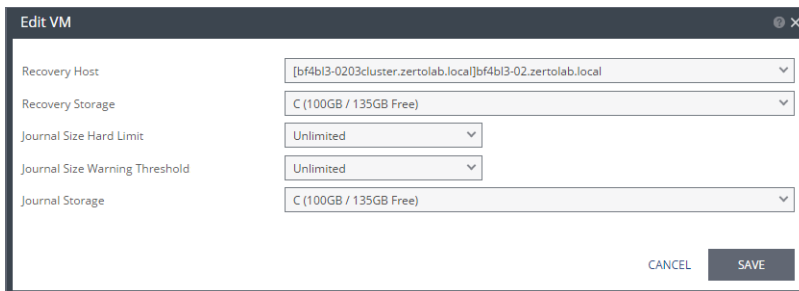 Edit VM
Recovery Host [bf4bl3-0203cluster.zertolab.local]bf4bl3-02.zertolab.local
Recovery Storage C (100GB / 135GB Free)
Journal Size Hard Limit Unlimited
Journal Size Warning Threshold Unlimited
Journal Storage C (100GB / 135GB Free)
CANCEL SAVE